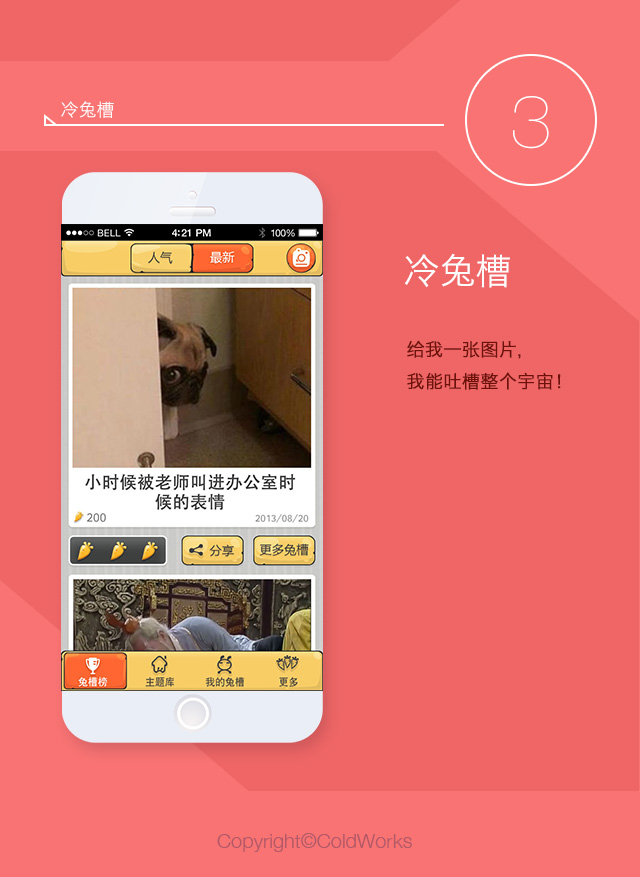 冷兔槽
3
BELL 4:21 PM 100%
人气 最新
冷兔槽
给我一张图片,
我能吐槽整个宇宙!
小时候被老师叫进办公室时
候的表情
200 2013/08/20
分享 更多兔槽
兔槽榜 主题库 我的兔槽 更多
Copyright©ColdWorks